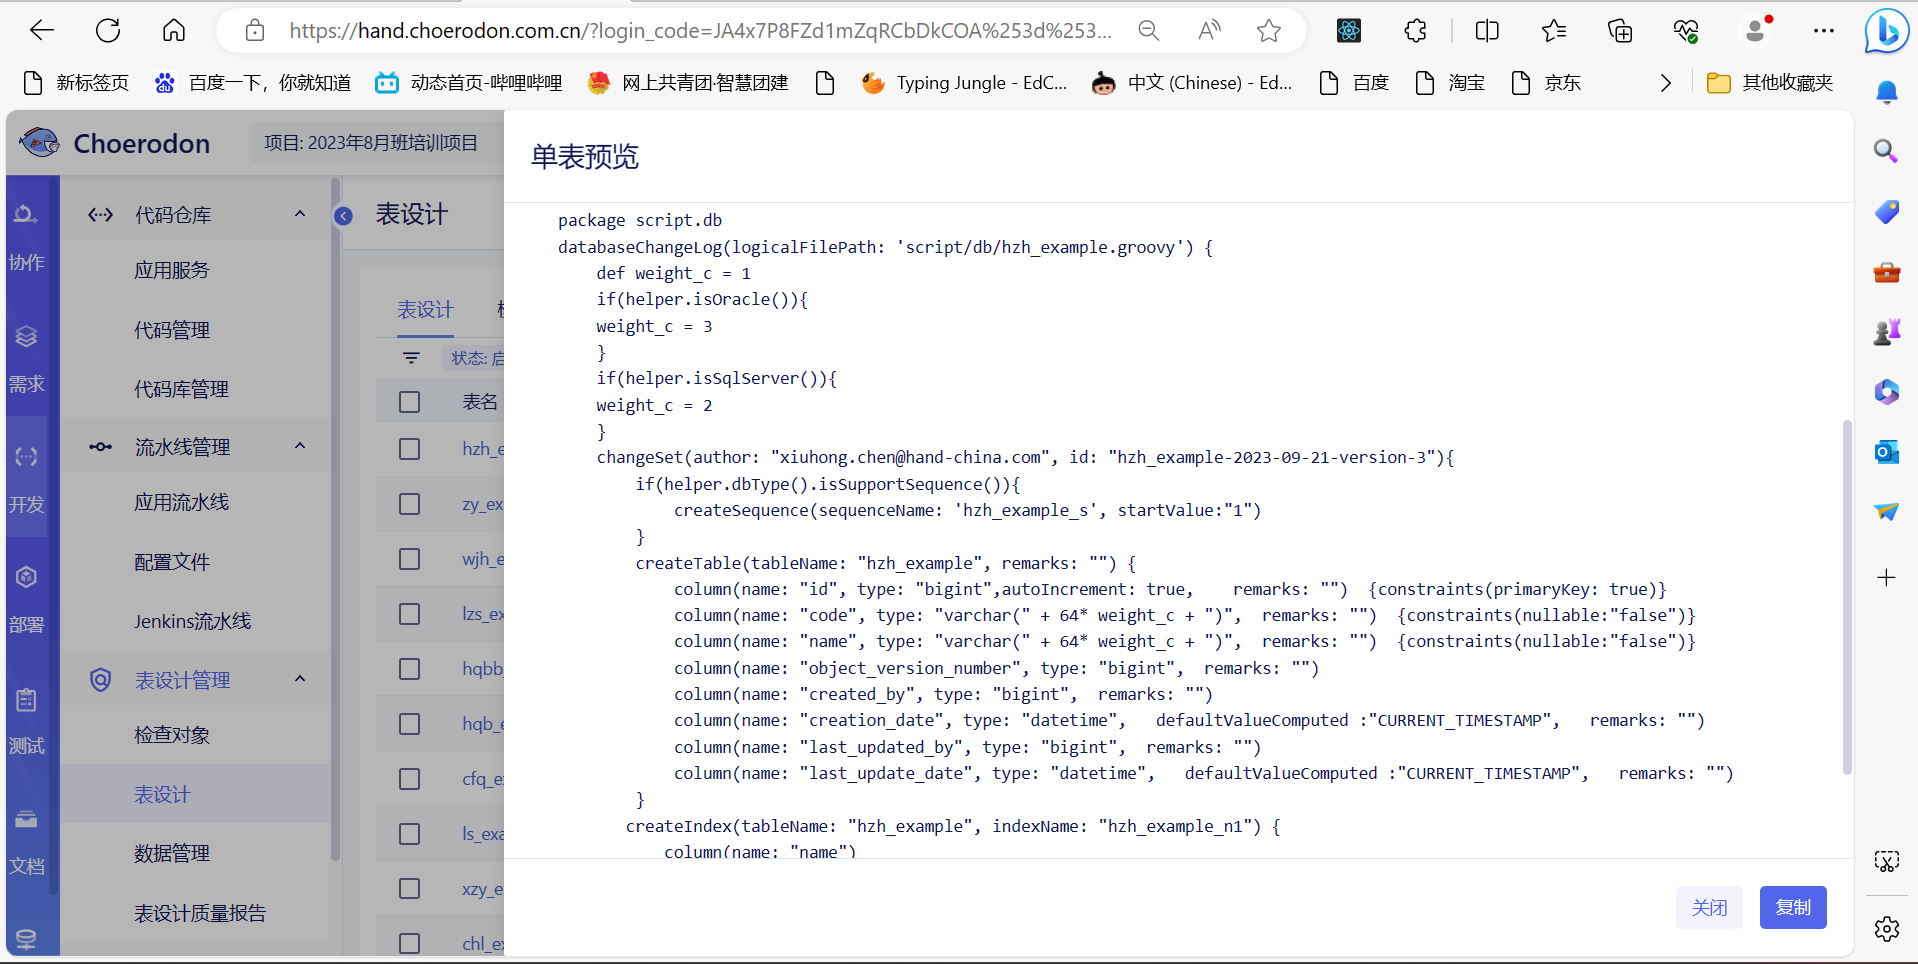 https://hand.choerodon.com.cn/?login_code=JA4x7P8FZd1mZqRCbDkCOA%253d%253...
新标签页
百度一下，你就知道
动态首页-哔哩哔哩
网上共青团·智慧团建
Typing Jungle - EdC...
中文 (Chinese) - Ed...
百度
淘宝
京东
其他收藏夹
Choerodon
项目: 2023年8月班培训项目
协作
需求
开发
部署
测试
文档
代码仓库
应用服务
代码管理
代码库管理
流水线管理
应用流水线
配置文件
Jenkins流水线
表设计管理
检查对象
表设计
数据管理
表设计质量报告
表设计
表设计
状态: 启
表名
hzh_e
zy_ex
wjh_e
lzs_ex
hqbb_
hqb_e
cfq_ex
ls_exa
xzy_e
chl_ex
单表预览
package script.db
databaseChangeLog(logicalFilePath: 'script/db/hzh_example.groovy') {
    def weight_c = 1
    if(helper.isOracle()){
    weight_c = 3
    }
    if(helper.isSqlServer()){
    weight_c = 2
    }
    changeSet(author: "xiuhong.chen@hand-china.com", id: "hzh_example-2023-09-21-version-3"){
        if(helper.dbType().isSupportSequence()){
            createSequence(sequenceName: 'hzh_example_s', startValue:"1")
        }
        createTable(tableName: "hzh_example", remarks: "") {
            column(name: "id", type: "bigint",autoIncrement: true,    remarks: "")  {constraints(primaryKey: true)}
            column(name: "code", type: "varchar(" + 64* weight_c + ")",  remarks: "")  {constraints(nullable:"false")}
            column(name: "name", type: "varchar(" + 64* weight_c + ")",  remarks: "")  {constraints(nullable:"false")}
            column(name: "object_version_number", type: "bigint",  remarks: "")
            column(name: "created_by", type: "bigint",  remarks: "")
            column(name: "creation_date", type: "datetime",   defaultValueComputed :"CURRENT_TIMESTAMP",   remarks: "")
            column(name: "last_updated_by", type: "bigint",  remarks: "")
            column(name: "last_update_date", type: "datetime",   defaultValueComputed :"CURRENT_TIMESTAMP",   remarks: "")
        }
       createIndex(tableName: "hzh_example", indexName: "hzh_example_n1") {
           column(name: "name")
关闭
复制